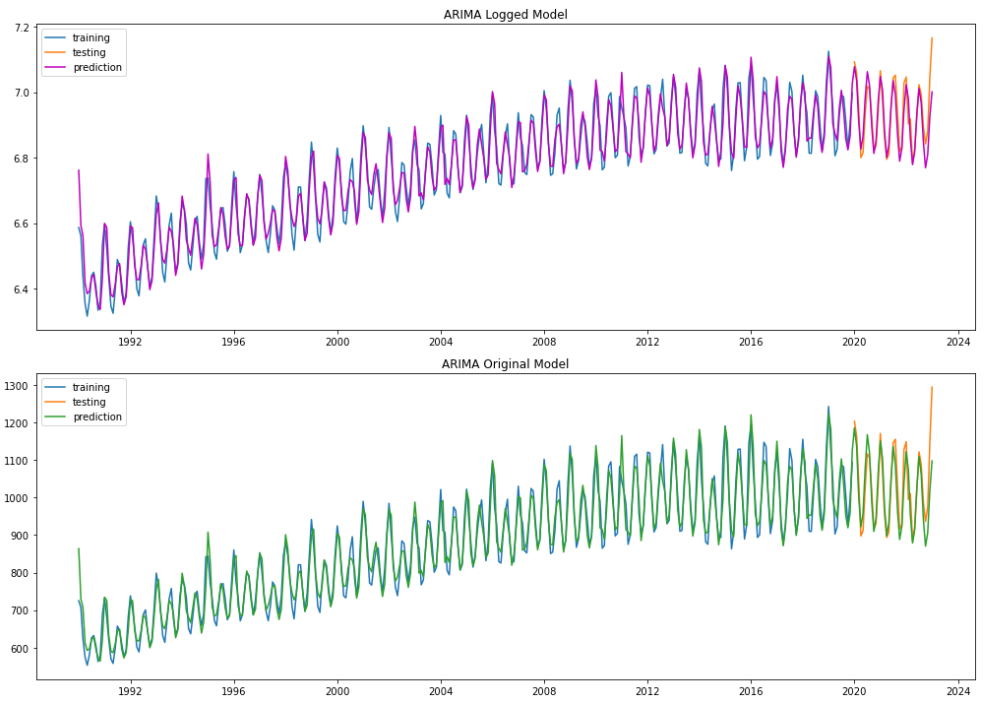 ARIMA Logged Model
7.2
training
testing
prediction
7.0
6.8
6.6
6.4
1992 1996 2000 2004 2008 2012 2016 2020 2024
ARIMA Original Model
1300
training
testing
prediction
1200
1100
1000
900
800
700
600
1992 1996 2000 2004 2008 2012 2016 2020 2024